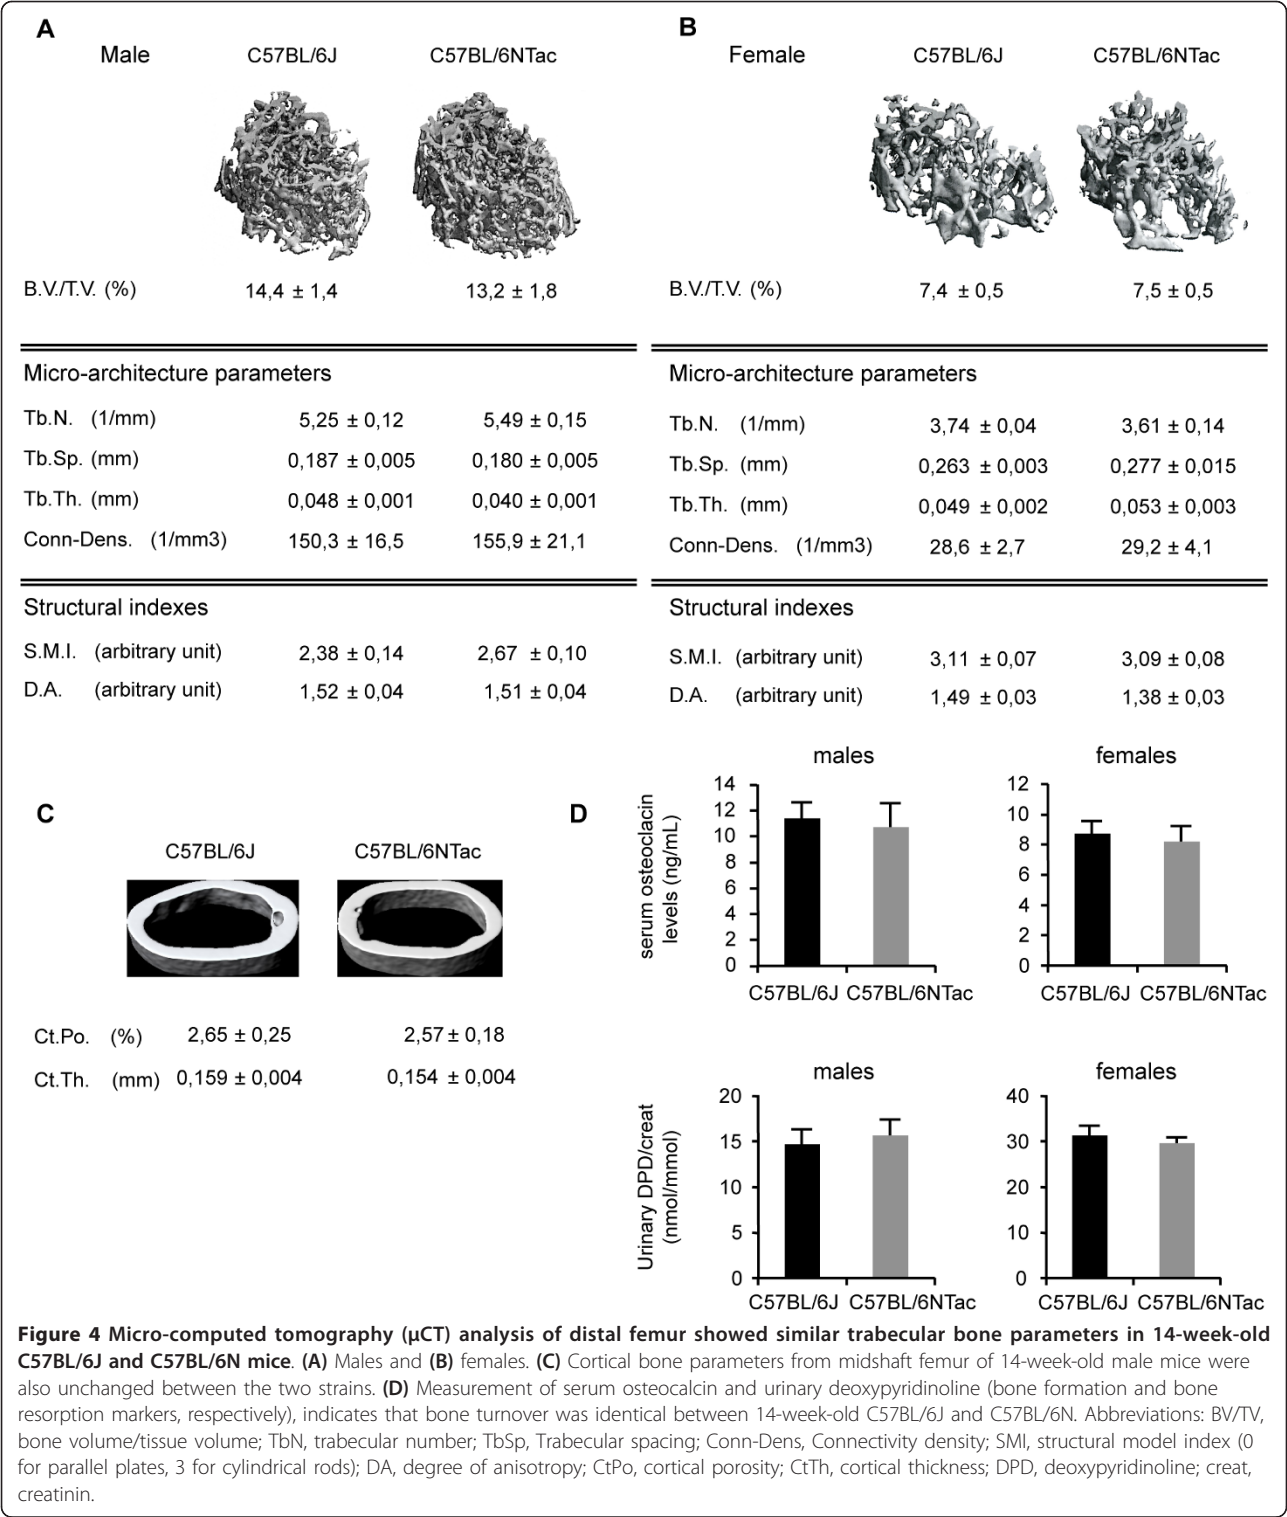 A
Male C57BL/6J C57BL/6NTac
B.V./T.V. (%) 14,4 ± 1,4 13,2 ± 1,8
Micro-architecture parameters
Tb.N. (1/mm) 5,25 ± 0,12 5,49 ± 0,15
Tb.Sp. (mm) 0,187 ± 0,005 0,180 ± 0,005
Tb.Th. (mm) 0,048 ± 0,001 0,040 ± 0,001
Conn-Dens. (1/mm3) 150,3 ± 16,5 155,9 ± 21,1
Structural indexes
S.M.I. (arbitrary unit) 2,38 ± 0,14 2,67 ± 0,10
D.A. (arbitrary unit) 1,52 ± 0,04 1,51 ± 0,04
B
Female C57BL/6J C57BL/6NTac
B.V./T.V. (%) 7,4 ± 0,5 7,5 ± 0,5
Micro-architecture parameters
Tb.N. (1/mm) 3,74 ± 0,04 3,61 ± 0,14
Tb.Sp. (mm) 0,263 ± 0,003 0,277 ± 0,015
Tb.Th. (mm) 0,049 ± 0,002 0,053 ± 0,003
Conn-Dens. (1/mm3) 28,6 ± 2,7 29,2 ± 4,1
Structural indexes
S.M.I. (arbitrary unit) 3,11 ± 0,07 3,09 ± 0,08
D.A. (arbitrary unit) 1,49 ± 0,03 1,38 ± 0,03
C
C57BL/6J C57BL/6NTac
Ct.Po. (%) 2,65 ± 0,25 2,57 ± 0,18
Ct.Th. (mm) 0,159 ± 0,004 0,154 ± 0,004
D
males
serum osteoclacin
levels (ng/mL)
14
12
10
8
6
4
2
0
C57BL/6J C57BL/6NTac
females
12
10
8
6
4
2
0
C57BL/6J C57BL/6NTac
males
Urinary DPD/creat
(nmol/mmol)
20
15
10
5
0
C57BL/6J C57BL/6NTac
females
40
30
20
10
0
C57BL/6J C57BL/6NTac
Figure 4 Micro-computed tomography (μCT) analysis of distal femur showed similar trabecular bone parameters in 14-week-old
C57BL/6J and C57BL/6N mice. (A) Males and (B) females. (C) Cortical bone parameters from midshaft femur of 14-week-old male mice were
also unchanged between the two strains. (D) Measurement of serum osteocalcin and urinary deoxypyridinoline (bone formation and bone
resorption markers, respectively), indicates that bone turnover was identical between 14-week-old C57BL/6J and C57BL/6N. Abbreviations: BV/TV,
bone volume/tissue volume; TbN, trabecular number; TbSp, Trabecular spacing; Conn-Dens, Connectivity density; SMI, structural model index (0
for parallel plates, 3 for cylindrical rods); DA, degree of anisotropy; CtPo, cortical porosity; CtTh, cortical thickness; DPD, deoxypyridinoline; creat,
creatinin.